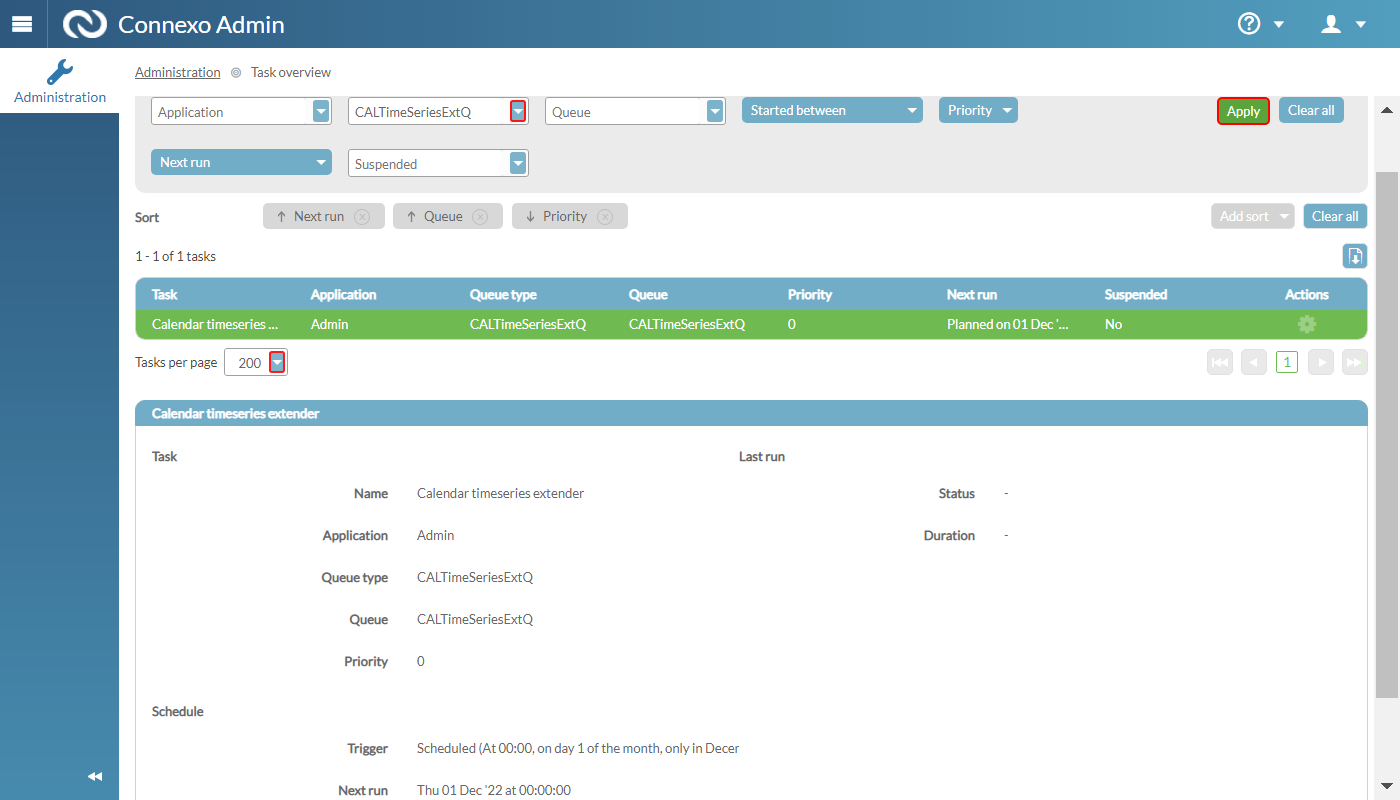 Connexo Admin
Administration
Administration Task overview
Application CALTimeSeriesExtQ Queue Started between Priority Apply Clear all
Next run Suspended
Sort Next run Queue Priority Add sort Clear all
1 - 1 of 1 tasks
Task Application Queue type Queue Priority Next run Suspended Actions
Calendar timeseries ... Admin CALTimeSeriesExtQ CALTimeSeriesExtQ 0 Planned on 01 Dec '... No
Tasks per page 200 1
Calendar timeseries extender
Task Last run
Name Calendar timeseries extender Status -
Application Admin Duration -
Queue type CALTimeSeriesExtQ
Queue CALTimeSeriesExtQ
Priority 0
Schedule
Trigger Scheduled (At 00:00, on day 1 of the month, only in Decer
Next run Thu 01 Dec '22 at 00:00:00